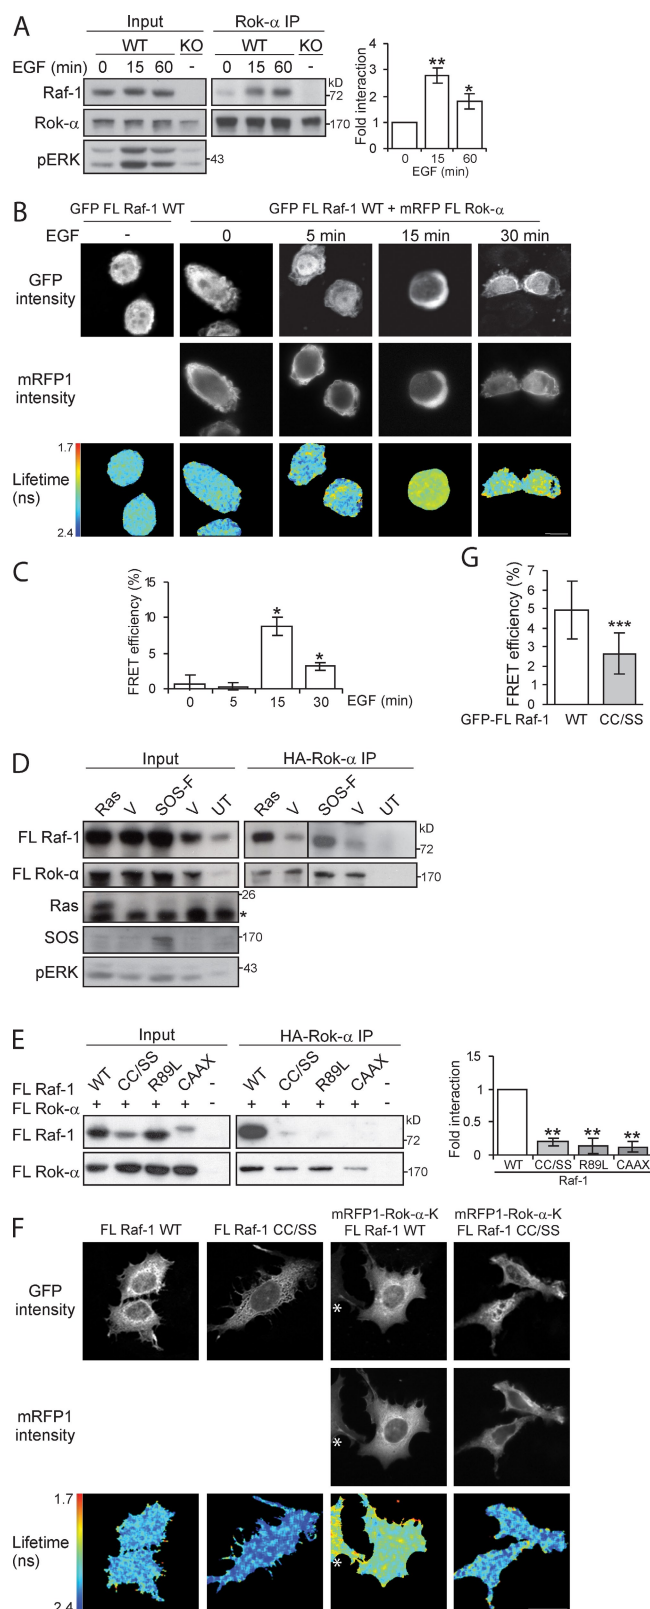 A
Input
Rok-α IP
WT
KO
WT
KO
EGF (min)
0
15
60
-
0
15
60
-
kD
Raf-1
72
Rok-α
170
pERK
43
Fold interaction
4
3
2
1
0
**
*
0
15
60
EGF (min)
B
GFP FL Raf-1 WT
GFP FL Raf-1 WT + mRFP FL Rok-α
EGF
-
0
5 min
15 min
30 min
GFP
intensity
mRFP1
intensity
1.7
Lifetime
(ns)
2.4
C
FRET efficiency (%)
15
10
5
0
*
*
0
5
15
30
EGF (min)
G
FRET efficiency (%)
7
6
5
4
3
2
1
0
***
GFP-FL Raf-1
WT
CC/SS
D
Input
HA-Rok-α IP
Ras
V
SOS-F
V
UT
Ras
V
SOS-F
V
UT
kD
FL Raf-1
72
FL Rok-α
170
Ras
26
*
SOS
170
pERK
43
E
Input
HA-Rok-α IP
FL Raf-1
WT
CC/SS
R89L
CAAX
-
WT
CC/SS
R89L
CAAX
-
FL Rok-α
+
+
+
+
-
+
+
+
+
-
kD
FL Raf-1
72
FL Rok-α
170
Fold interaction
1.5
1
0.5
0
**
**
**
WT
CC/SS
R89L
CAAX
Raf-1
F
FL Raf-1 WT
FL Raf-1 CC/SS
mRFP1-Rok-α-K
FL Raf-1 WT
mRFP1-Rok-α-K
FL Raf-1 CC/SS
GFP
intensity
*
mRFP1
intensity
*
1.7
Lifetime
(ns)
*
2.4